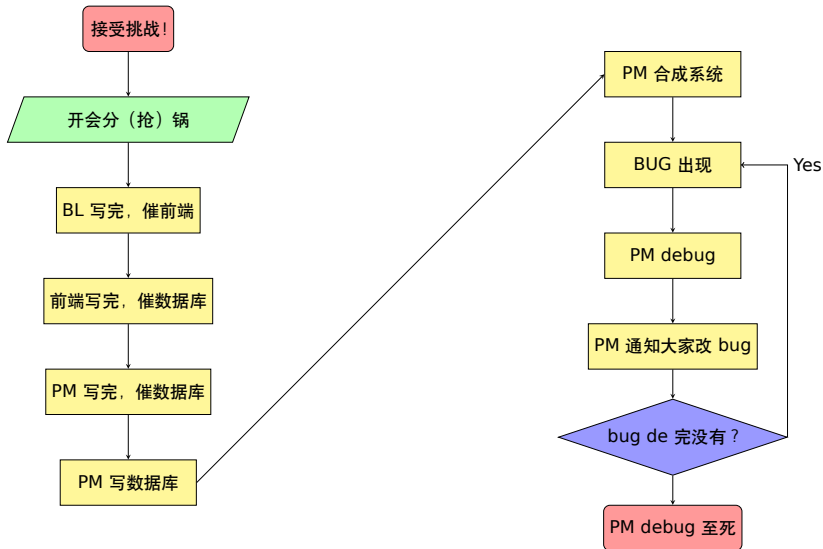 接受挑战！
开会分（抢）锅
BL 写完，催前端
前端写完，催数据库
PM 写完，催数据库
PM 写数据库
PM 合成系统
BUG 出现
Yes
PM debug
PM 通知大家改 bug
bug de 完没有？
PM debug 至死